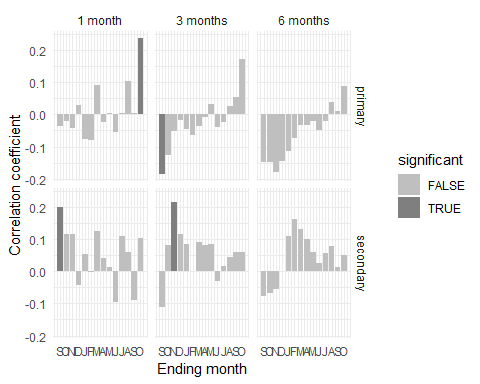 1 month 3 months 6 months
0.2
0.1
0.0
-0.1
-0.2
primary
0.2
0.1
0.0
-0.1
-0.2
secondary
Correlation coefficient
SONDJFMAMJJASO SONDJFMAMJJASO SONDJFMAMJJASO
Ending month
significant
FALSE
TRUE